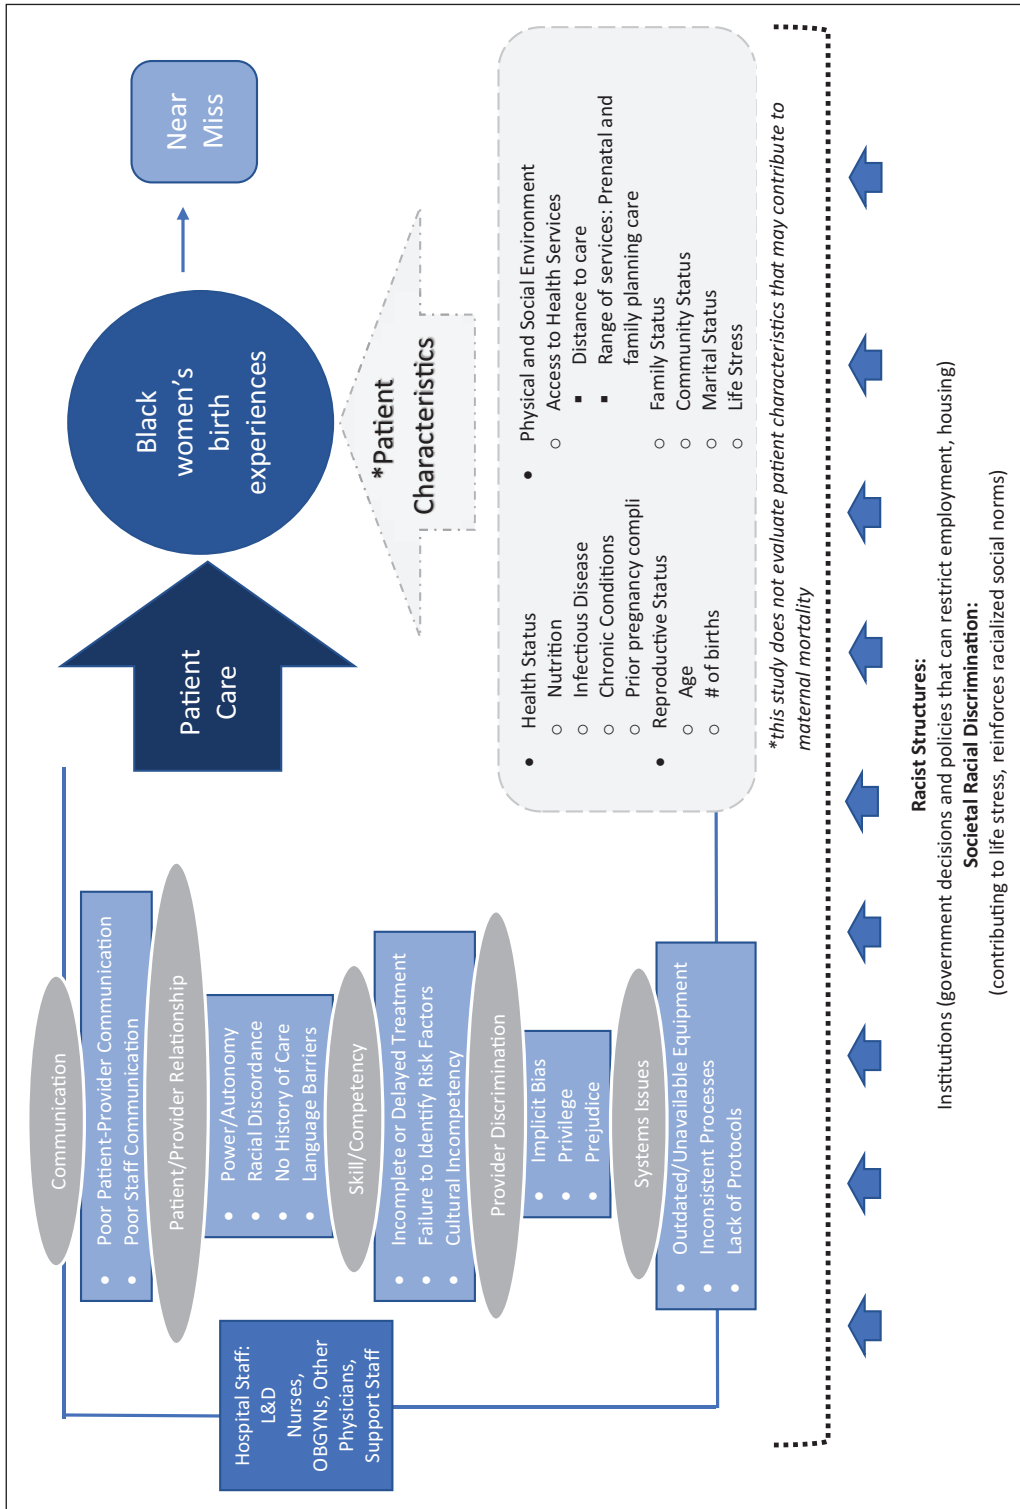 Hospital Staff:
L&D
Nurses,
OBGYNs, Other
Physicians,
Support Staff
Communication
• Poor Patient-Provider Communication
• Poor Staff Communication
Patient/Provider Relationship
• Power/Autonomy
• Racial Discordance
• No History of Care
• Language Barriers
Skill/Competency
• Incomplete or Delayed Treatment
• Failure to Identify Risk Factors
• Cultural Incompetency
Provider Discrimination
• Implicit Bias
• Privilege
• Prejudice
Systems Issues
• Outdated/Unavailable Equipment
• Inconsistent Processes
• Lack of Protocols
Patient
Care
Black
women's
birth
experiences
Near
Miss
*Patient
Characteristics
• Health Status
○ Nutrition
○ Infectious Disease
○ Chronic Conditions
○ Prior pregnancy compli
• Reproductive Status
○ Age
○ # of births
• Physical and Social Environment
○ Access to Health Services
▪ Distance to care
▪ Range of services: Prenatal and
family planning care
○ Family Status
○ Community Status
○ Marital Status
○ Life Stress
*this study does not evaluate patient characteristics that may contribute to
maternal mortality
Racist Structures:
Institutions (government decisions and policies that can restrict employment, housing)
Societal Racial Discrimination:
(contributing to life stress, reinforces racialized social norms)